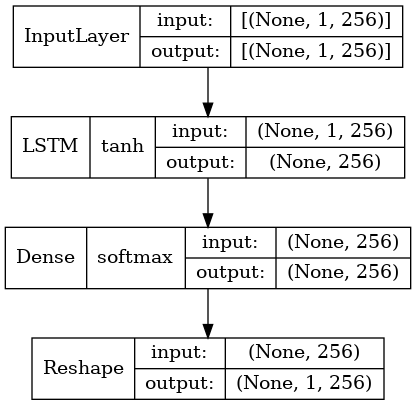 InputLayer
input: [(None, 1, 256)]
output: [(None, 1, 256)]
LSTM tanh
input: (None, 1, 256)
output: (None, 256)
Dense softmax
input: (None, 256)
output: (None, 256)
Reshape
input: (None, 256)
output: (None, 1, 256)